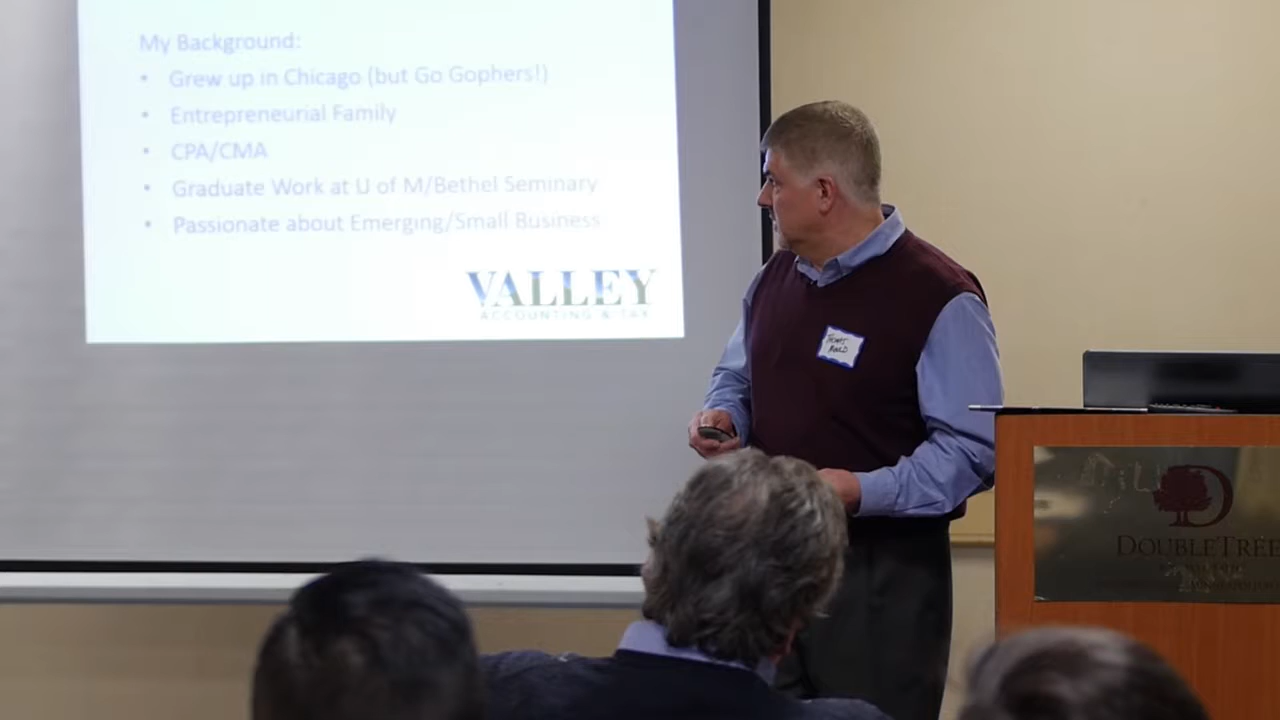 My Background:
• Grew up in Chicago (but Go Gophers!)
• Entrepreneurial Family
• CPA/CMA
• Graduate Work at U of M/Bethel Seminary
• Passionate about Emerging/Small Business
VALLEY
ACCOUNTING & TAX
D
DOUBLETREE